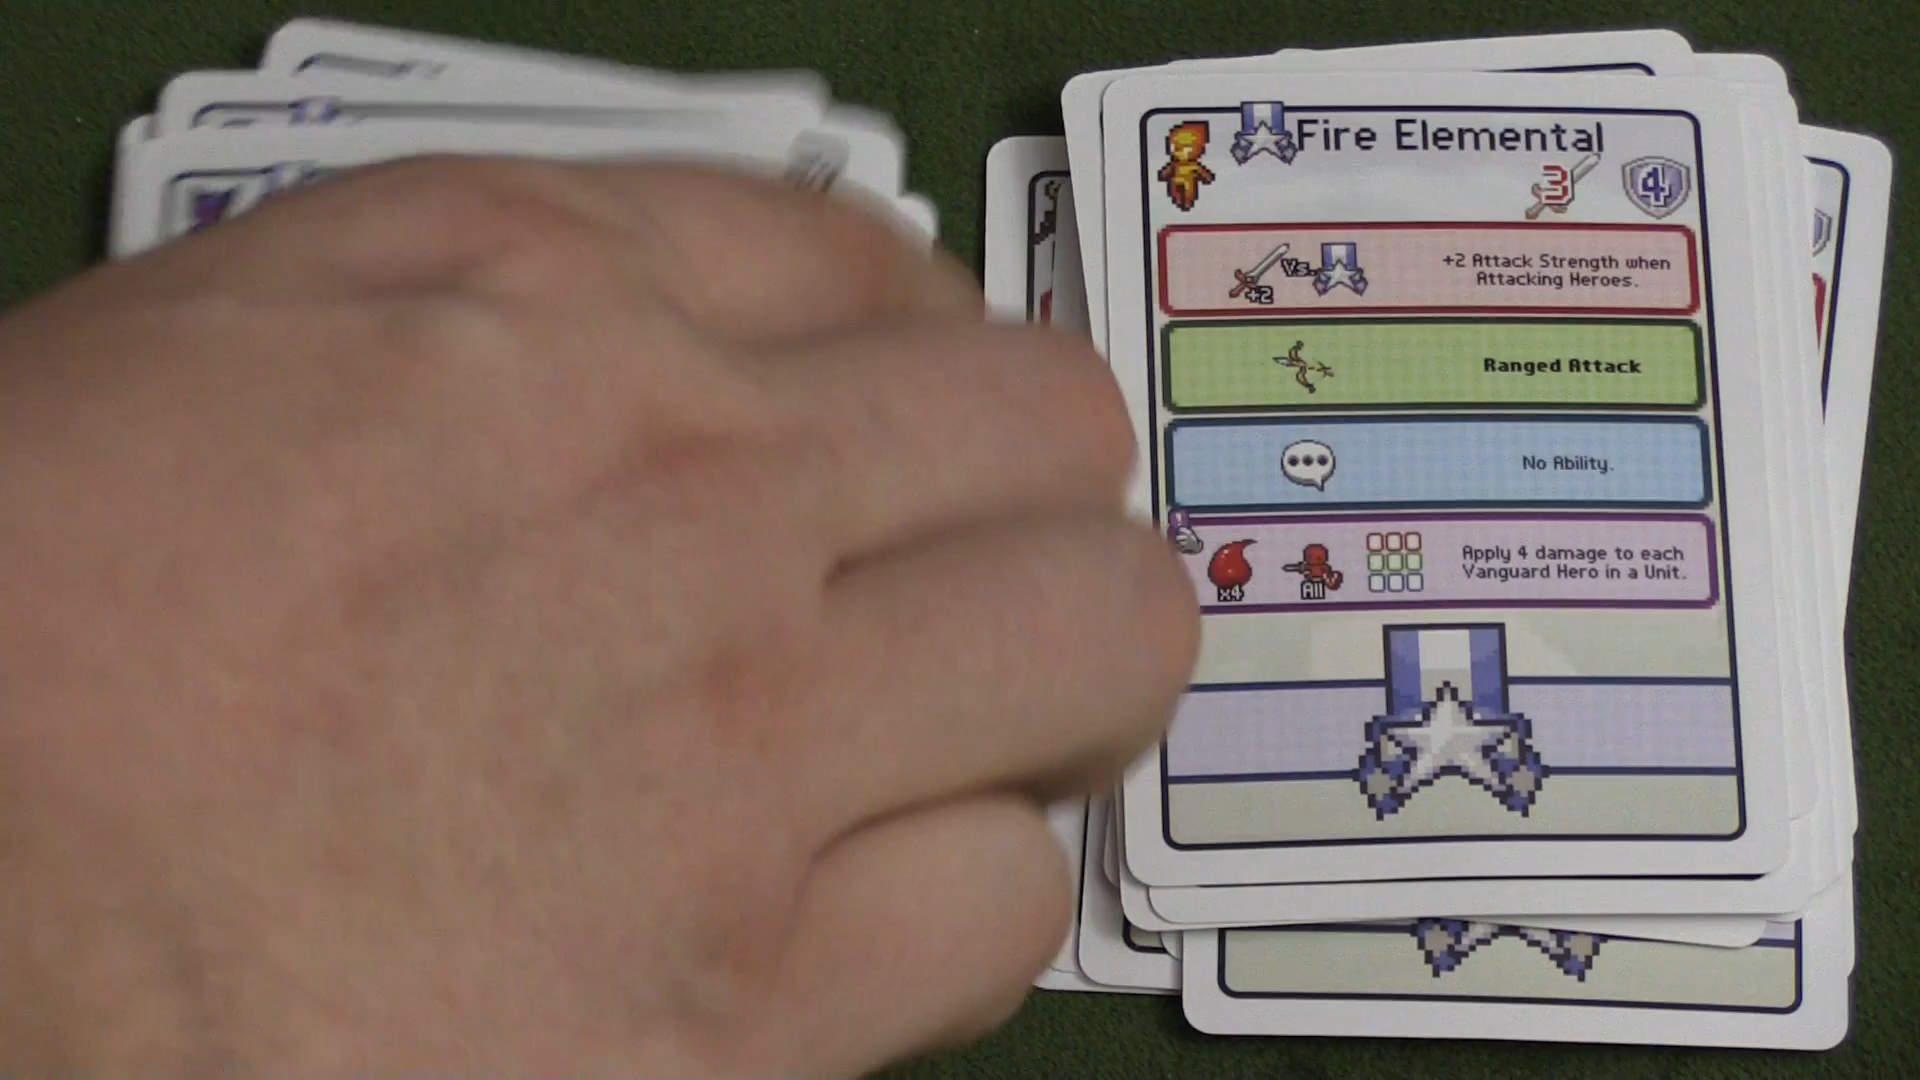 Fire Elemental
3
4
+2
Vs.
+2 Attack Strength when
Attacking Heroes.
Ranged Attack
No Ability.
x4
All
Apply 4 damage to each
Vanguard Hero in a Unit.